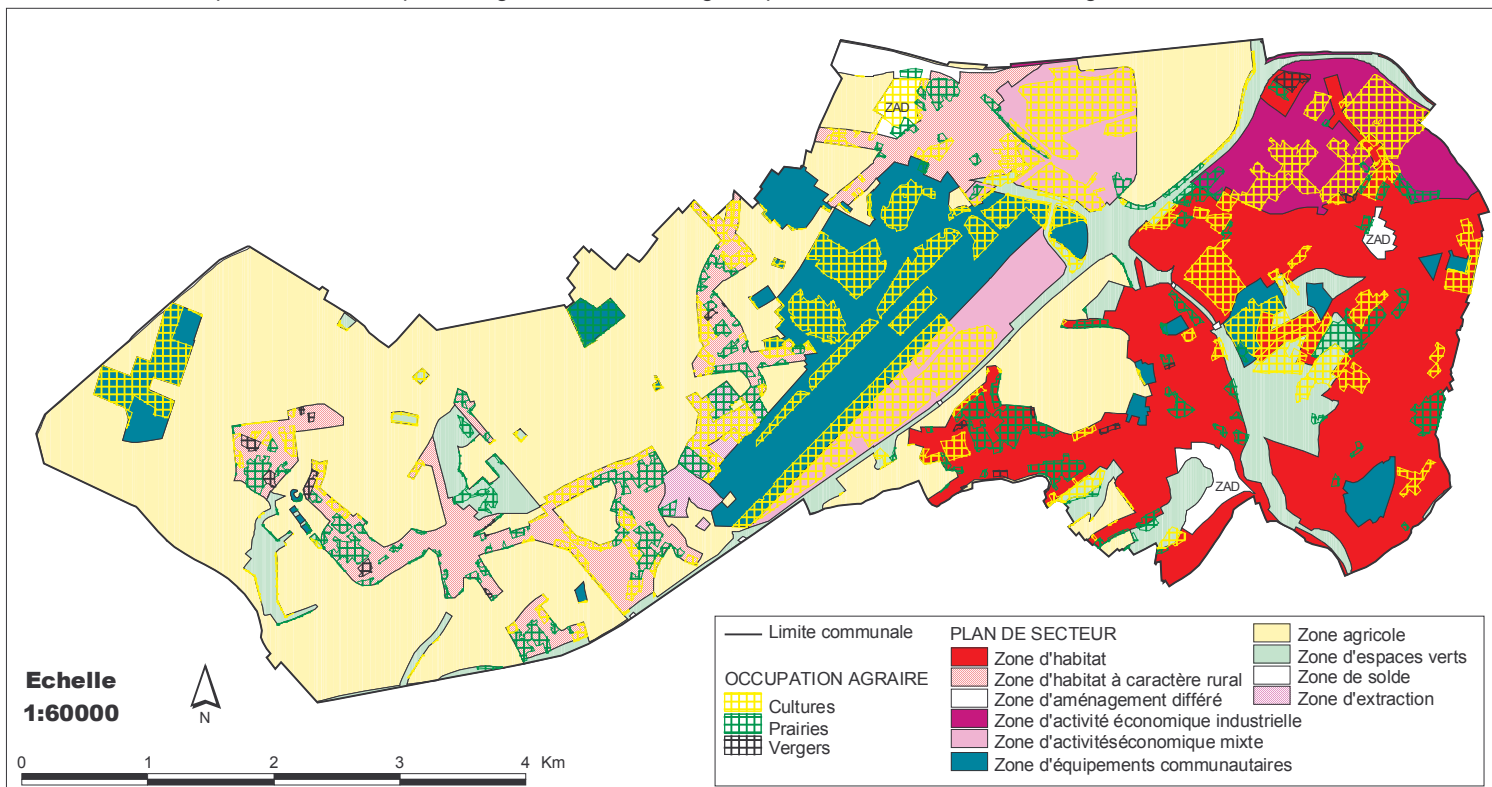 ZAD
ZAD
ZAD
Echelle
1:60000
N
0 1 2 3 4 Km
Limite communale
OCCUPATION AGRAIRE
Cultures
Prairies
Vergers
PLAN DE SECTEUR
Zone d'habitat
Zone d'habitat à caractère rural
Zone d'aménagement différé
Zone d'activité économique industrielle
Zone d'activitéséconomique mixte
Zone d'équipements communautaires
Zone agricole
Zone d'espaces verts
Zone de solde
Zone d'extraction